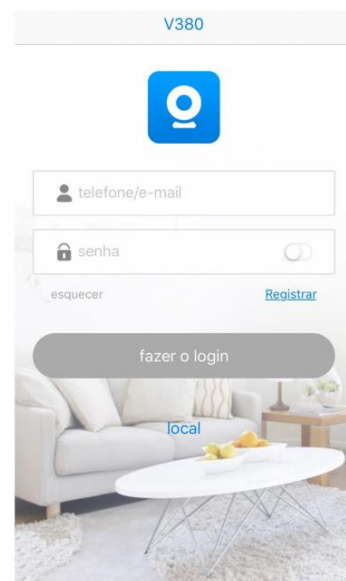 V380
telefone/e-mail
senha
esquecer Registrar
fazer o login
local